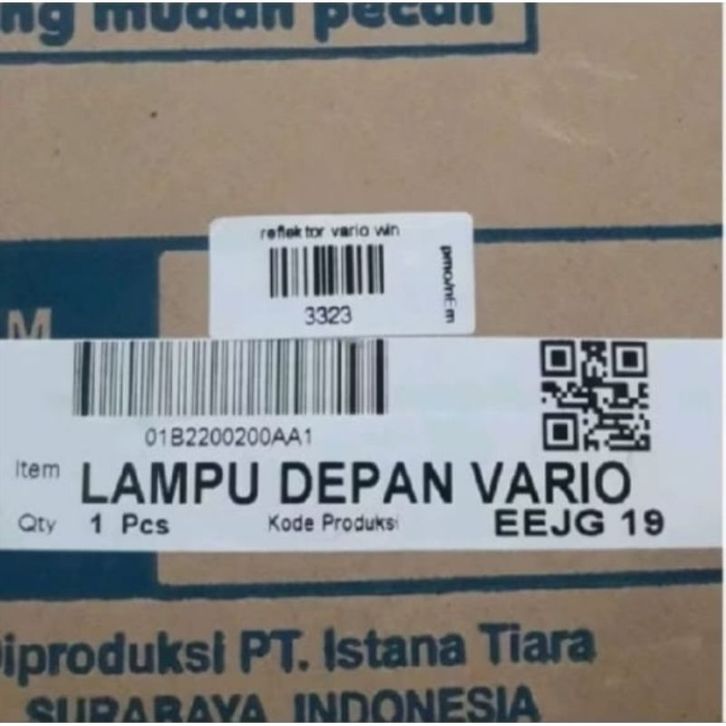 ng mudah pecah
reflektor vario win
3323
M
01B2200200AA1
Item LAMPU DEPAN VARIO
Qty 1 Pcs Kode Produksi EEJG 19
Diproduksi PT. Istana Tiara
SURABAYA INDONESIA